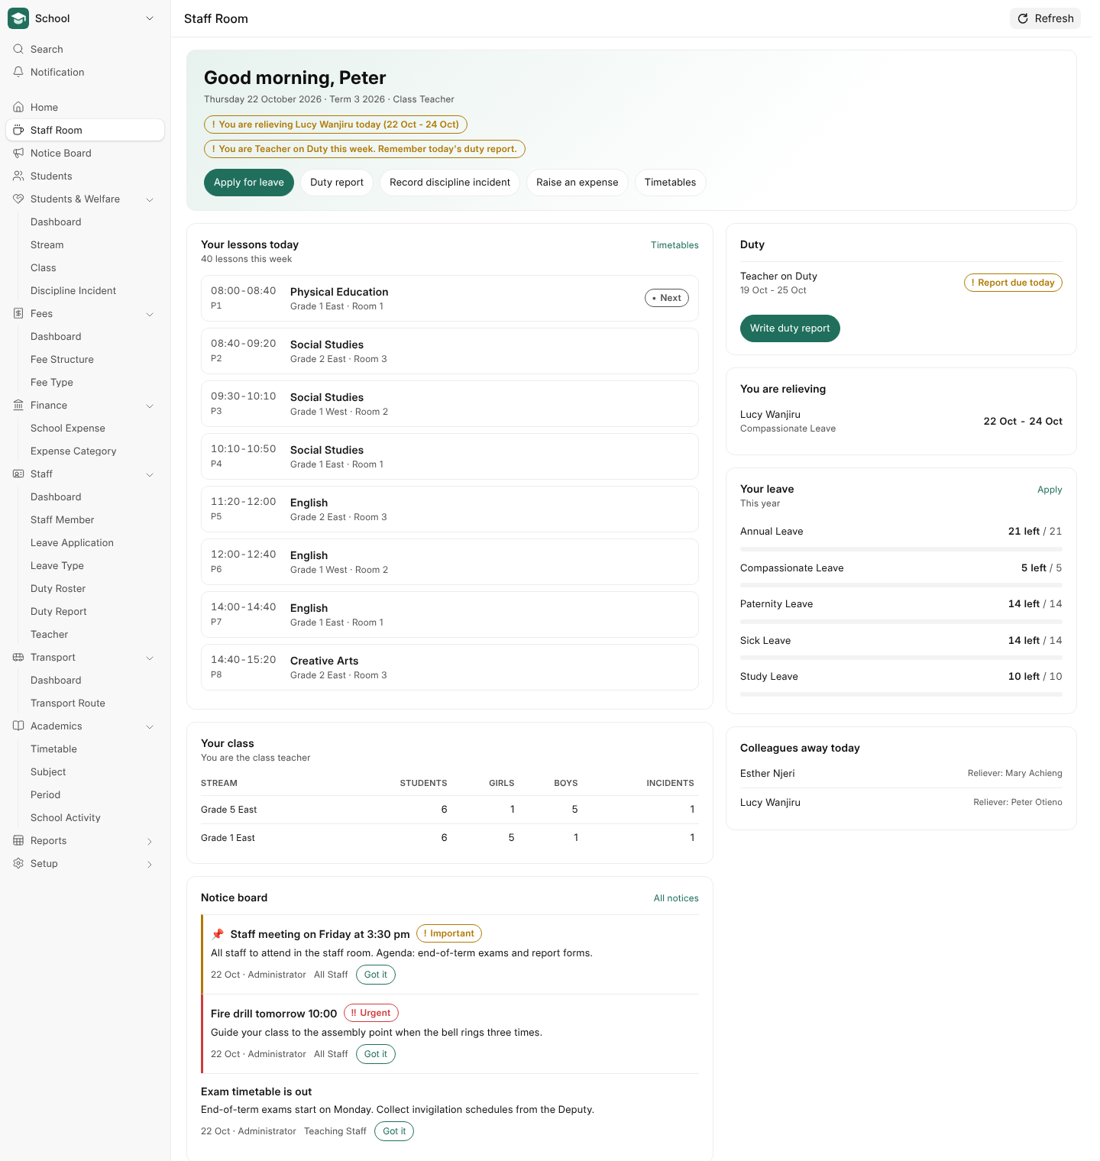 School
Search
Notification
Home
Staff Room
Notice Board
Students
Students & Welfare
Dashboard
Stream
Class
Discipline Incident
Fees
Dashboard
Fee Structure
Fee Type
Finance
School Expense
Expense Category
Staff
Dashboard
Staff Member
Leave Application
Leave Type
Duty Roster
Duty Report
Teacher
Transport
Dashboard
Transport Route
Academics
Timetable
Subject
Period
School Activity
Reports
Setup
Staff Room
Refresh
Good morning, Peter
Thursday 22 October 2026 · Term 3 2026 · Class Teacher
! You are relieving Lucy Wanjiru today (22 Oct - 24 Oct)
! You are Teacher on Duty this week. Remember today's duty report.
Apply for leave Duty report Record discipline incident Raise an expense Timetables
Your lessons today Timetables
40 lessons this week
08:00-08:40 Physical Education
P1 Grade 1 East · Room 1
• Next
08:40-09:20 Social Studies
P2 Grade 2 East · Room 3
09:30-10:10 Social Studies
P3 Grade 1 West · Room 2
10:10-10:50 Social Studies
P4 Grade 1 East · Room 1
11:20-12:00 English
P5 Grade 2 East · Room 3
12:00-12:40 English
P6 Grade 1 West · Room 2
14:00-14:40 English
P7 Grade 1 East · Room 1
14:40-15:20 Creative Arts
P8 Grade 2 East · Room 3
Your class
You are the class teacher
STREAM STUDENTS GIRLS BOYS INCIDENTS
Grade 5 East 6 1 5 1
Grade 1 East 6 5 1 1
Notice board All notices
Staff meeting on Friday at 3:30 pm ! Important
All staff to attend in the staff room. Agenda: end-of-term exams and report forms.
22 Oct · Administrator All Staff Got it
Fire drill tomorrow 10:00 !! Urgent
Guide your class to the assembly point when the bell rings three times.
22 Oct · Administrator All Staff Got it
Exam timetable is out
End-of-term exams start on Monday. Collect invigilation schedules from the Deputy.
22 Oct · Administrator Teaching Staff Got it
Duty
Teacher on Duty
19 Oct - 25 Oct
! Report due today
Write duty report
You are relieving
Lucy Wanjiru
Compassionate Leave
22 Oct - 24 Oct
Your leave Apply
This year
Annual Leave 21 left / 21
Compassionate Leave 5 left / 5
Paternity Leave 14 left / 14
Sick Leave 14 left / 14
Study Leave 10 left / 10
Colleagues away today
Esther Njeri Reliever: Mary Achieng
Lucy Wanjiru Reliever: Peter Otieno